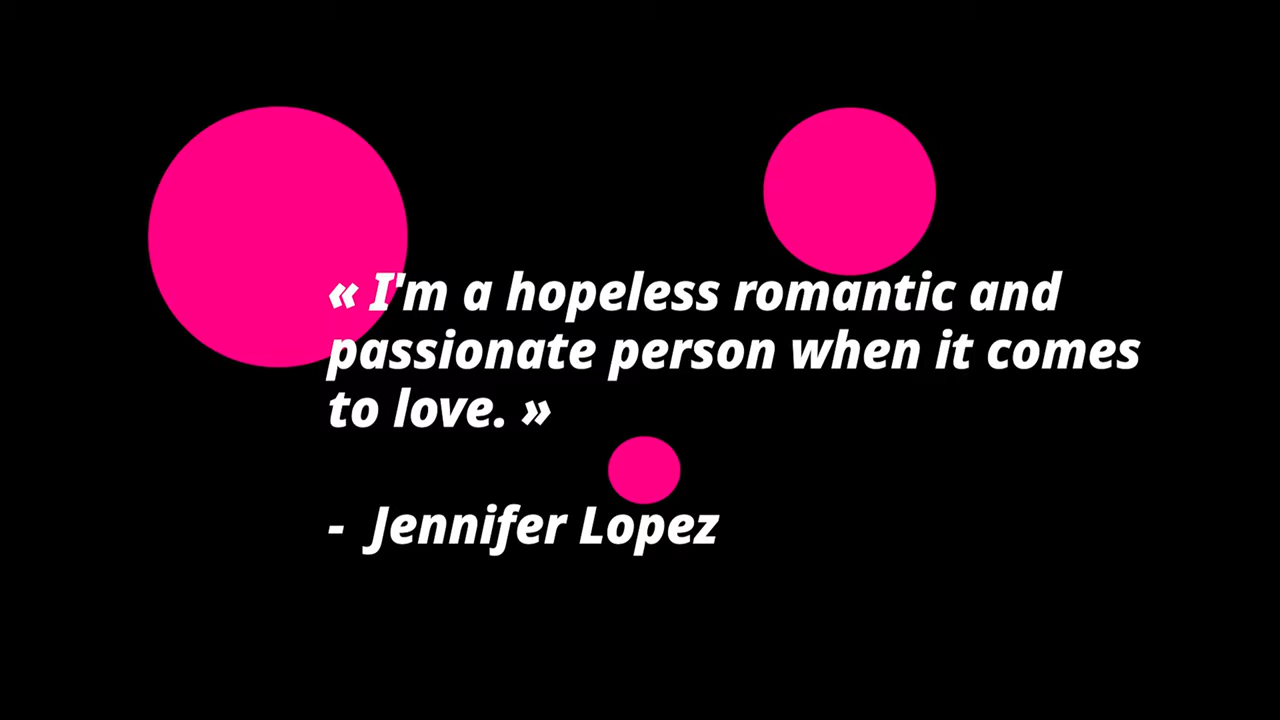 « I'm a hopeless romantic and
passionate person when it comes
to love. »
- Jennifer Lopez